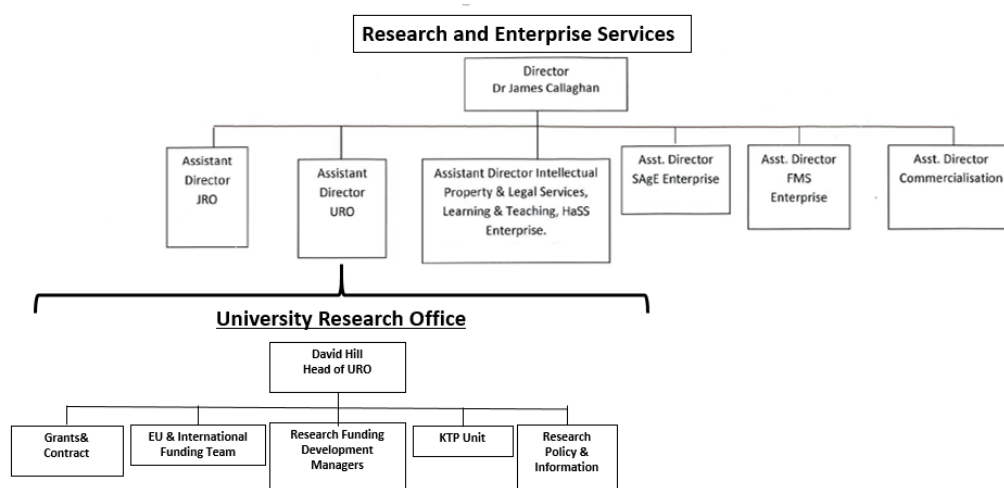 Research and Enterprise Services
Director
Dr James Callaghan
Assistant
Director
JRO
Assistant
Director
URO
Assistant Director Intellectual
Property & Legal Services,
Learning & Teaching, HaSS
Enterprise.
Asst. Director
SAgE Enterprise
Asst. Director
FMS
Enterprise
Asst. Director
Commercialisation
University Research Office
David Hill
Head of URO
Grants&
Contract
EU & International
Funding Team
Research Funding
Development
Managers
KTP Unit
Research
Policy &
Information